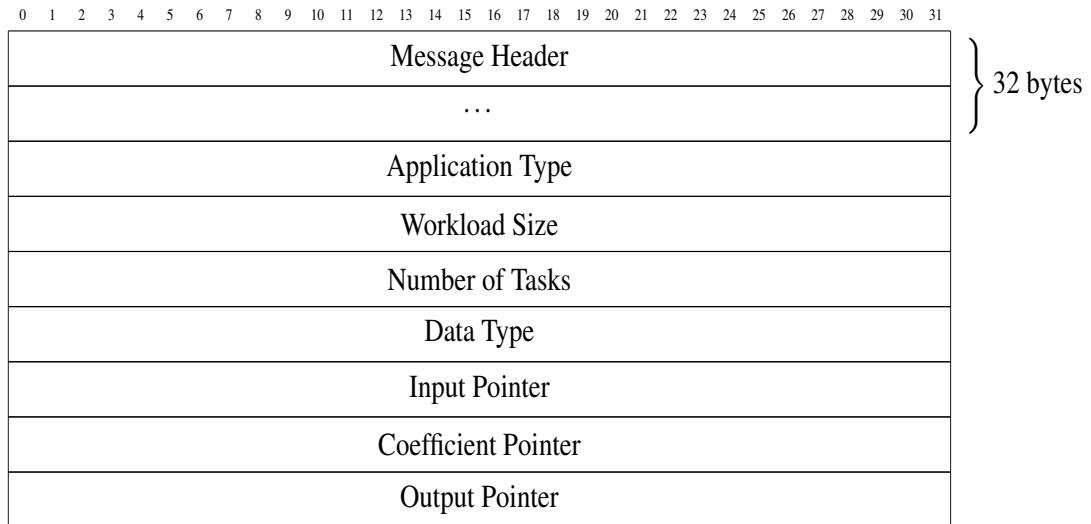 0 1 2 3 4 5 6 7 8 9 10 11 12 13 14 15 16 17 18 19 20 21 22 23 24 25 26 27 28 29 30 31
Message Header
32 bytes
...
Application Type
Workload Size
Number of Tasks
Data Type
Input Pointer
Coefficient Pointer
Output Pointer